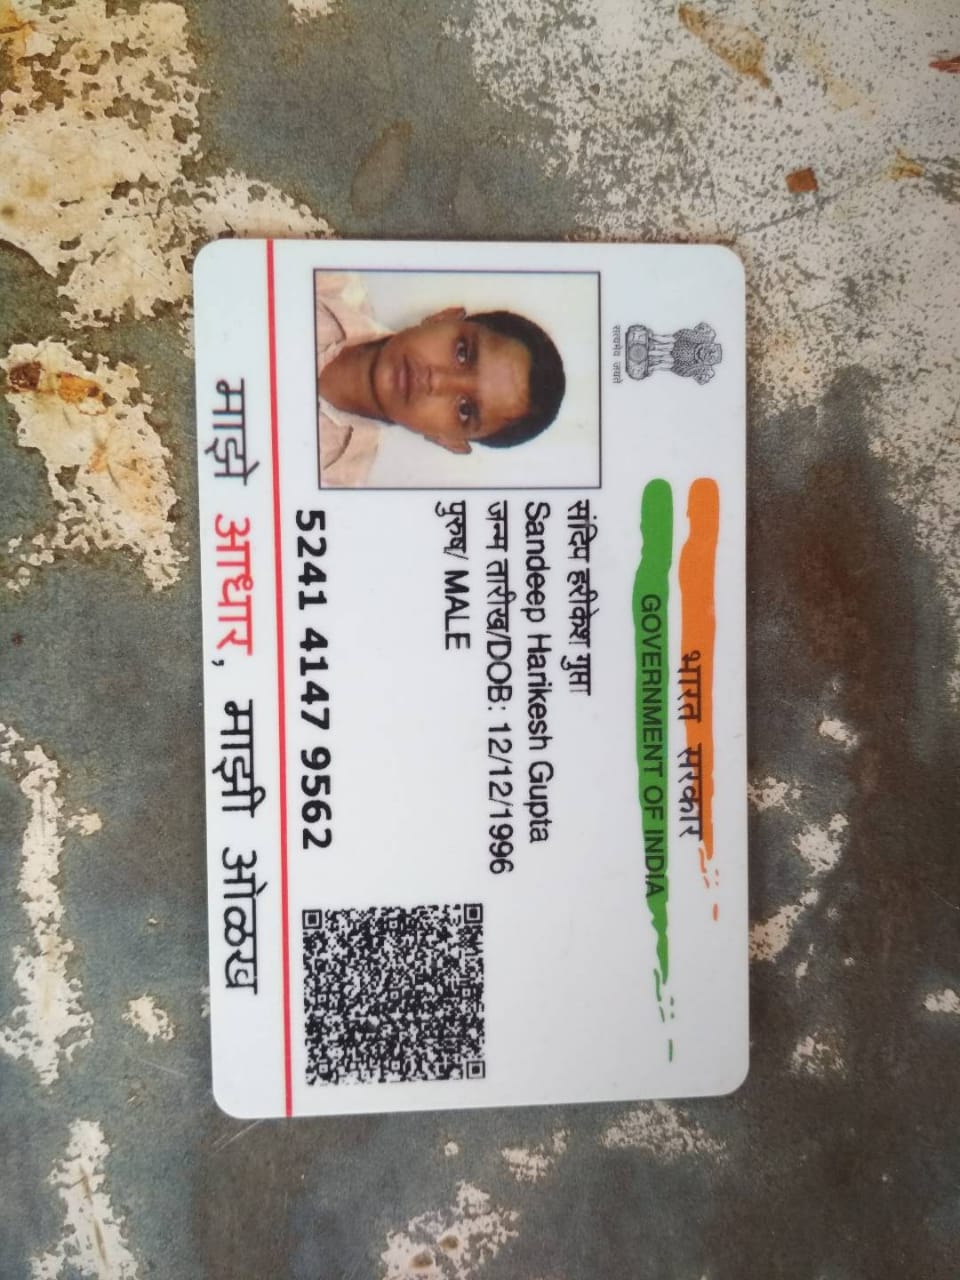 सत्यमेव जयते
भारत सरकार
GOVERNMENT OF INDIA
संदिप हरीकेश गुप्ता
Sandeep Harikesh Gupta
जन्म तारीख/DOB: 12/12/1996
पुरुष/ MALE
5241 4147 9562
माझे आधार, माझी ओळख